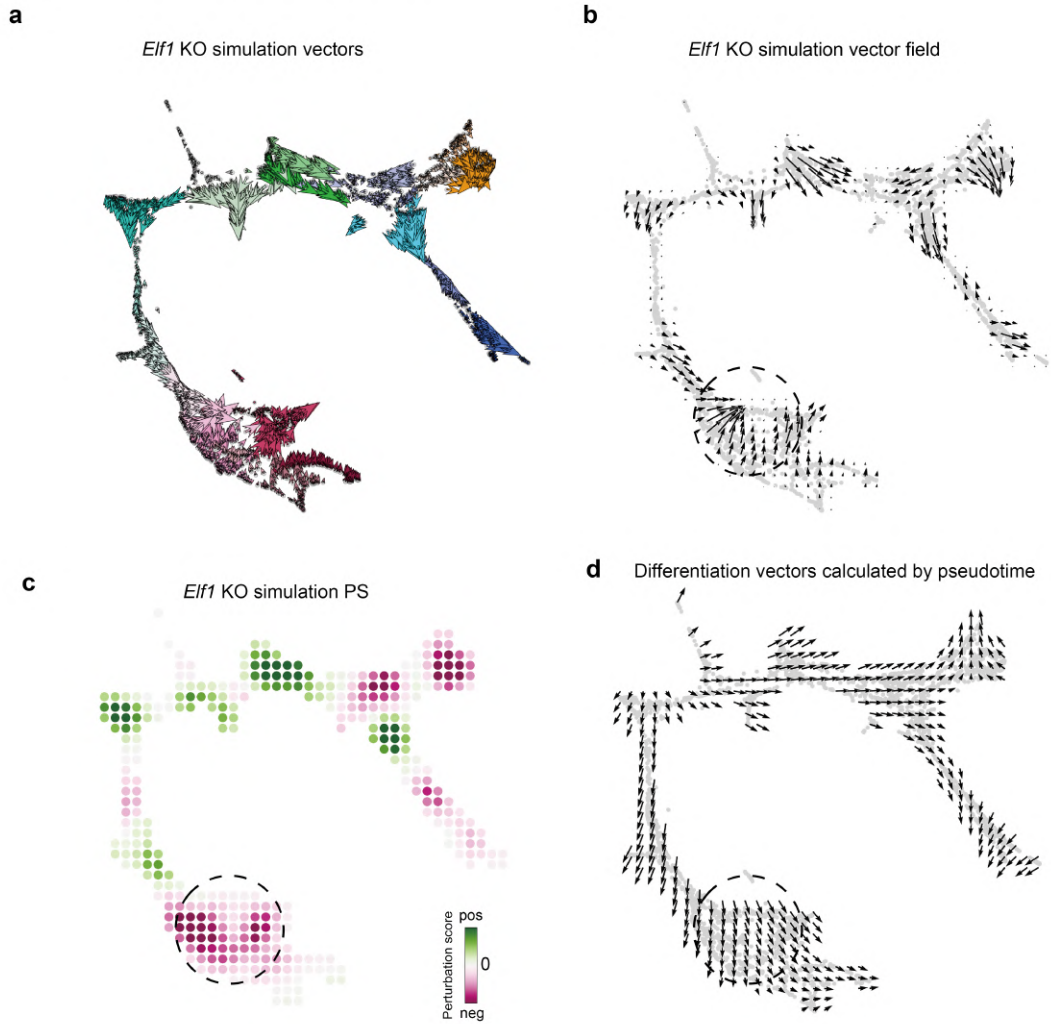 a
Elf1 KO simulation vectors
b
Elf1 KO simulation vector field
c
Elf1 KO simulation PS
Perturbation score
pos
0
neg
d
Differentiation vectors calculated by pseudotime